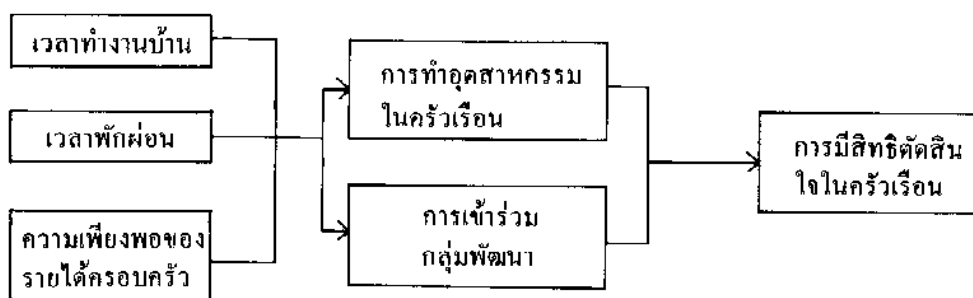 เวลาทำงานบ้าน
เวลาพักผ่อน
ความเพียงพอของ
รายได้ครอบครัว
การทำอุตสาหกรรม
ในครัวเรือน
การเข้าร่วม
กลุ่มพัฒนา
การมีสิทธิตัดสิน
ใจในครัวเรือน